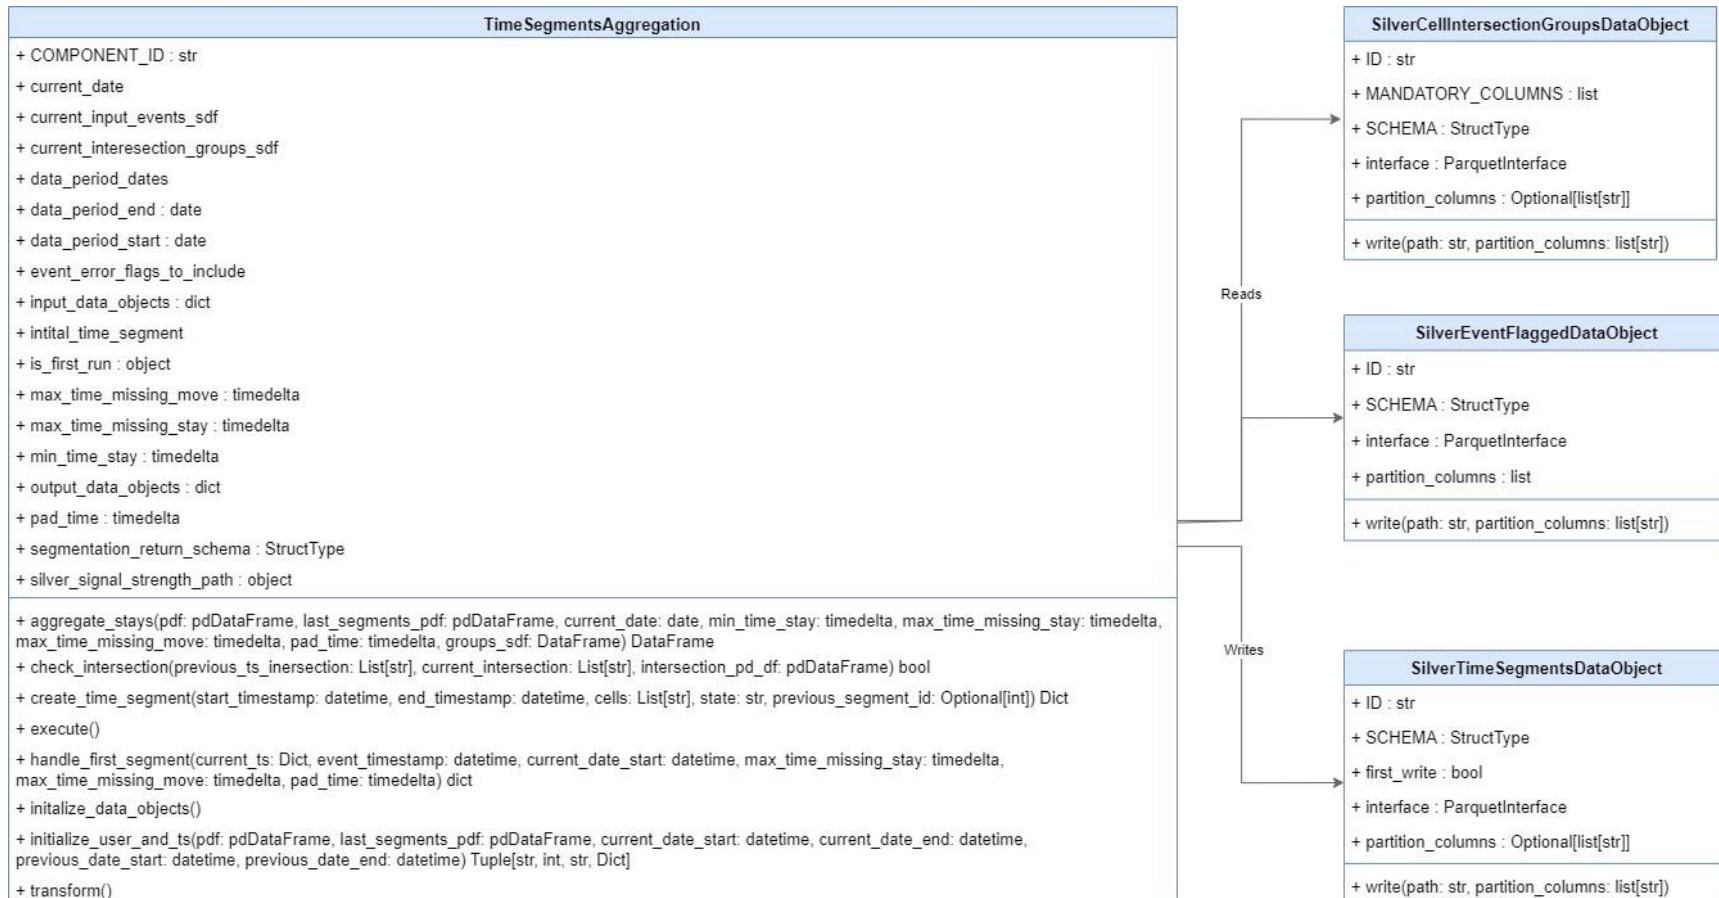 TimeSegmentsAggregation
+ COMPONENT_ID : str
+ current_date
+ current_input_events_sdf
+ current_interesection_groups_sdf
+ data_period_dates
+ data_period_end : date
+ data_period_start : date
+ event_error_flags_to_include
+ input_data_objects : dict
+ intital_time_segment
+ is_first_run : object
+ max_time_missing_move : timedelta
+ max_time_missing_stay : timedelta
+ min_time_stay : timedelta
+ output_data_objects : dict
+ pad_time : timedelta
+ segmentation_return_schema : StructType
+ silver_signal_strength_path : object
+ aggregate_stays(pdf: pdDataFrame, last_segments_pdf: pdDataFrame, current_date: date, min_time_stay: timedelta, max_time_missing_stay: timedelta,
max_time_missing_move: timedelta, pad_time: timedelta, groups_sdf: DataFrame) DataFrame
+ check_intersection(previous_ts_inersection: List[str], current_intersection: List[str], intersection_pd_df: pdDataFrame) bool
+ create_time_segment(start_timestamp: datetime, end_timestamp: datetime, cells: List[str], state: str, previous_segment_id: Optional[int]) Dict
+ execute()
+ handle_first_segment(current_ts: Dict, event_timestamp: datetime, current_date_start: datetime, max_time_missing_stay: timedelta,
max_time_missing_move: timedelta, pad_time: timedelta) dict
+ initalize_data_objects()
+ initialize_user_and_ts(pdf: pdDataFrame, last_segments_pdf: pdDataFrame, current_date_start: datetime, current_date_end: datetime,
previous_date_start: datetime, previous_date_end: datetime) Tuple[str, int, str, Dict]
+ transform()
Reads
Writes
SilverCellIntersectionGroupsDataObject
+ ID : str
+ MANDATORY_COLUMNS : list
+ SCHEMA : StructType
+ interface : ParquetInterface
+ partition_columns : Optional[list[str]]
+ write(path: str, partition_columns: list[str])
SilverEventFlaggedDataObject
+ ID : str
+ SCHEMA : StructType
+ interface : ParquetInterface
+ partition_columns : list
+ write(path: str, partition_columns: list[str])
SilverTimeSegmentsDataObject
+ ID : str
+ SCHEMA : StructType
+ first_write : bool
+ interface : ParquetInterface
+ partition_columns : Optional[list[str]]
+ write(path: str, partition_columns: list[str])